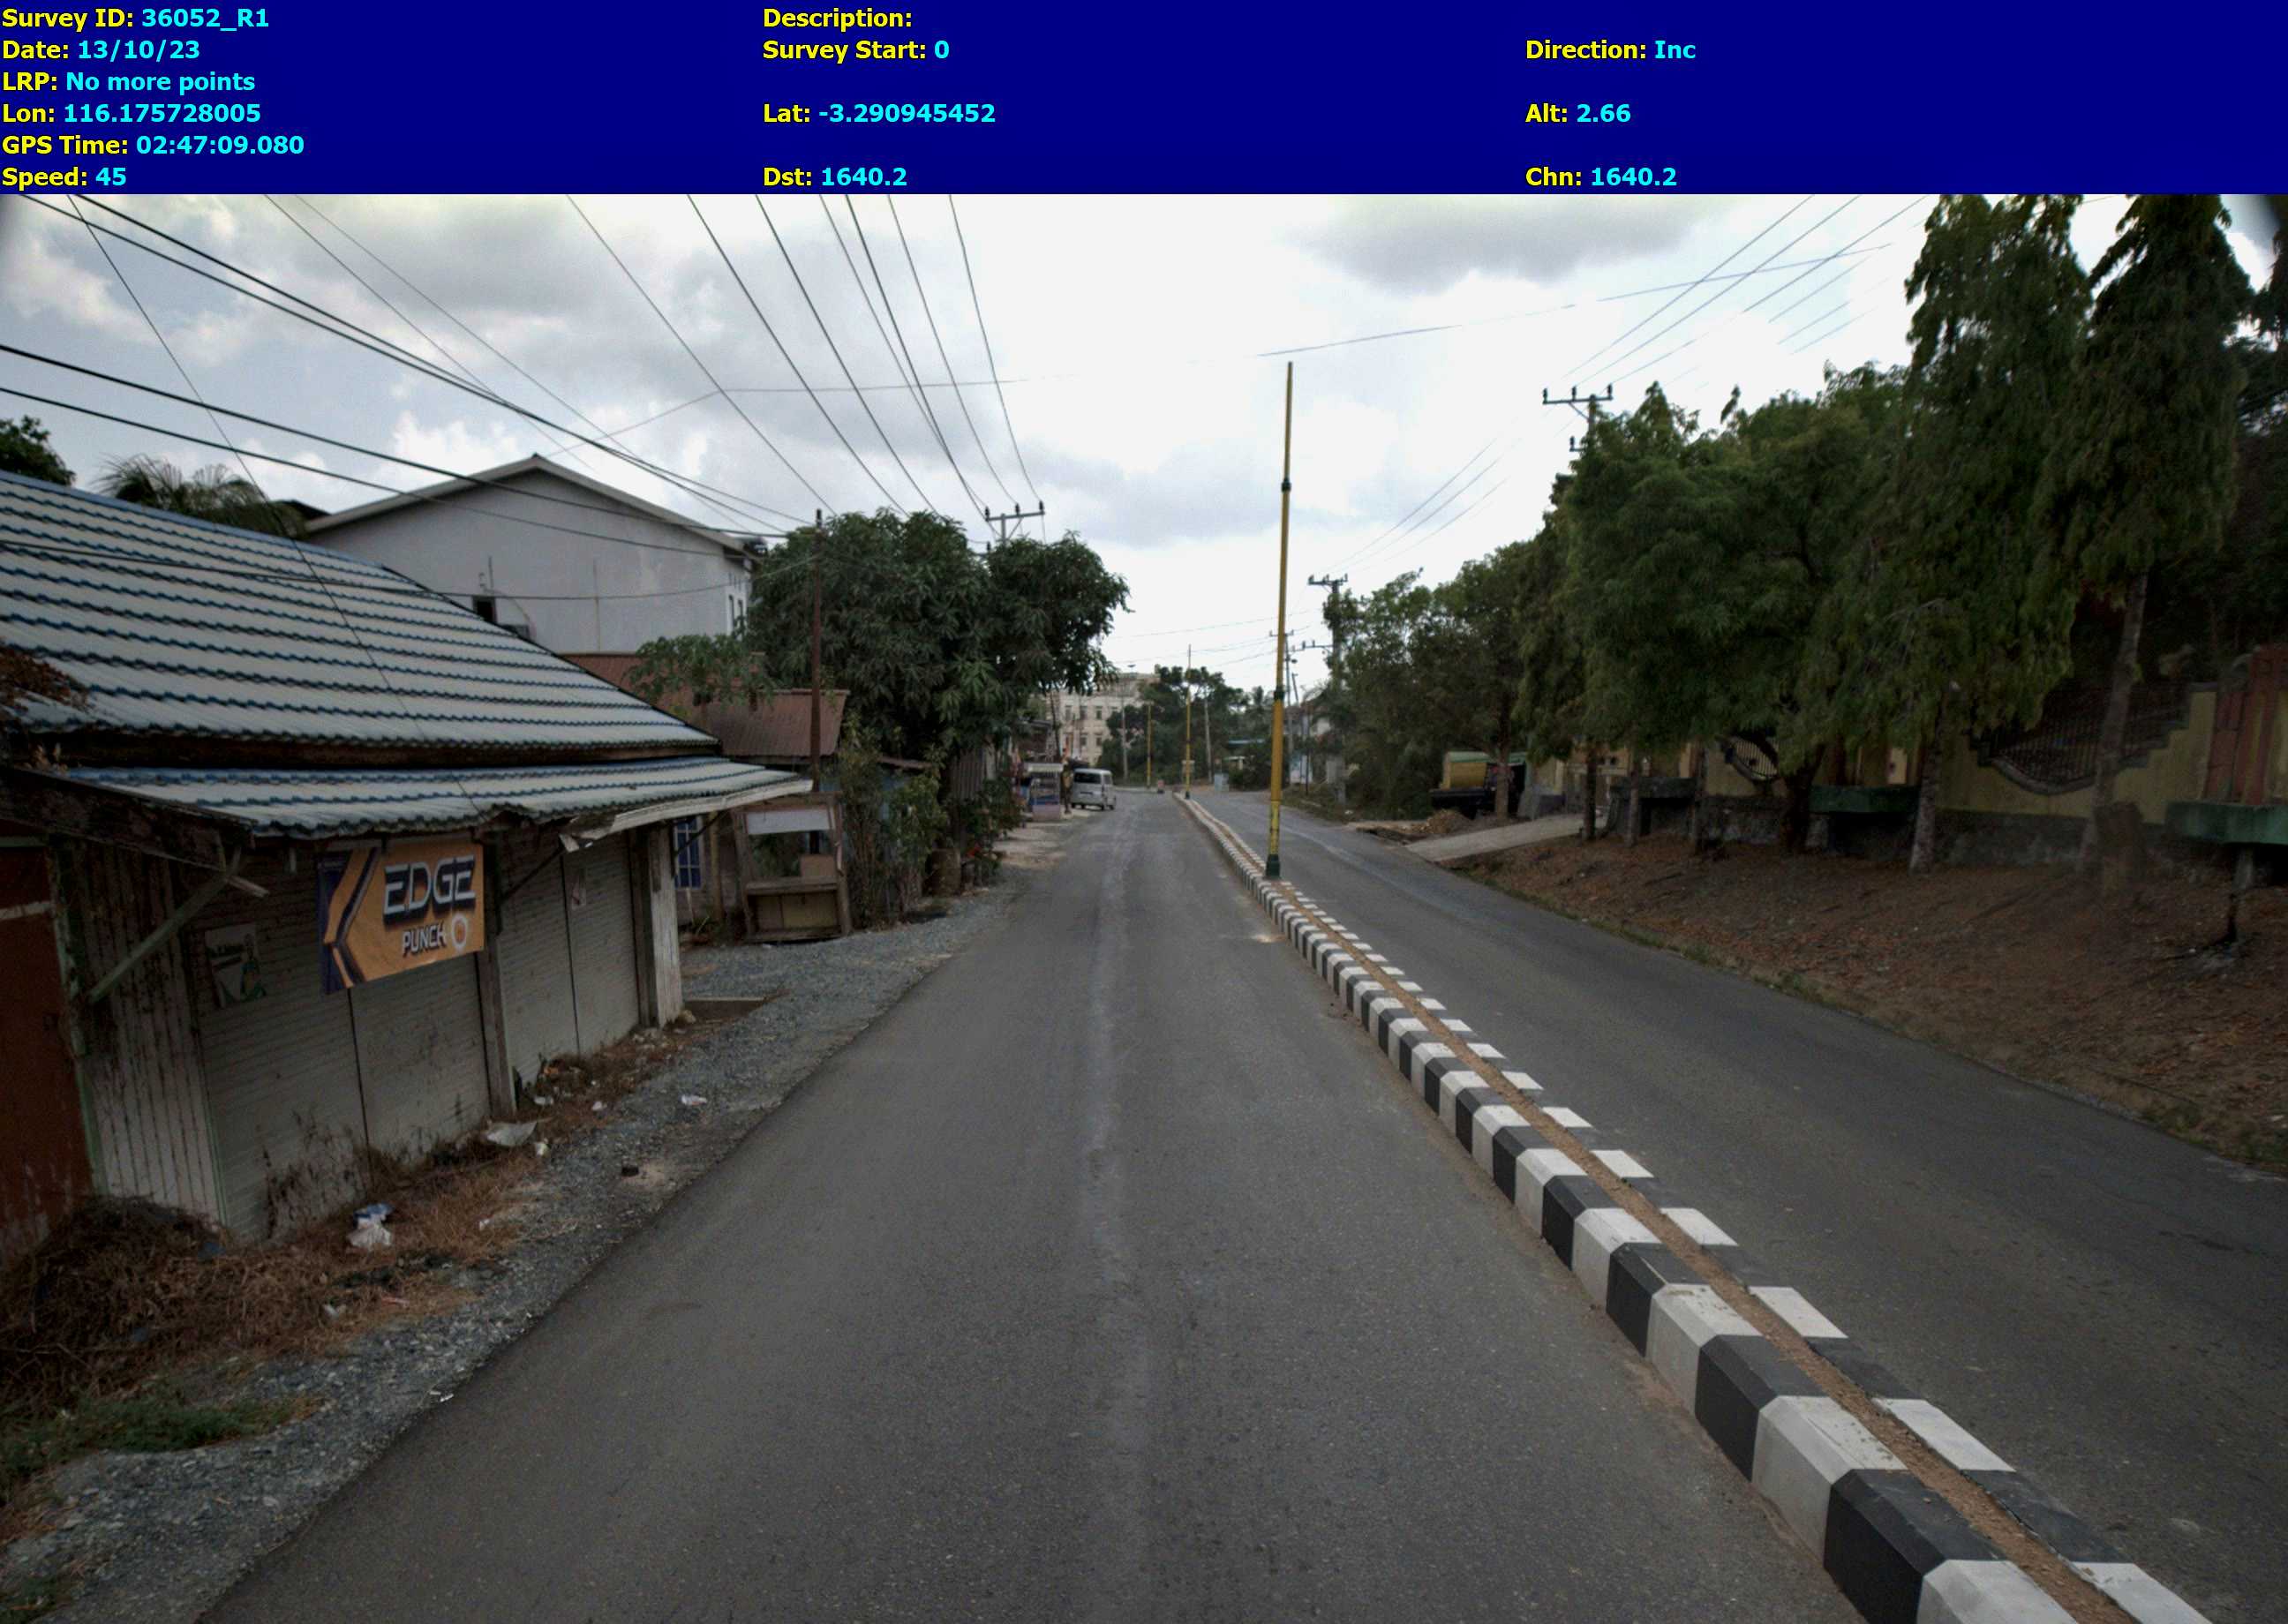 Survey ID: 36052_R1
Description:
Date: 13/10/23
Survey Start: 0
Direction: Inc
LRP: No more points
Lon: 116.175728005
Lat: -3.290945452
Alt: 2.66
GPS Time: 02:47:09.080
Speed: 45
Dst: 1640.2
Chn: 1640.2
EDGE
PUNCH